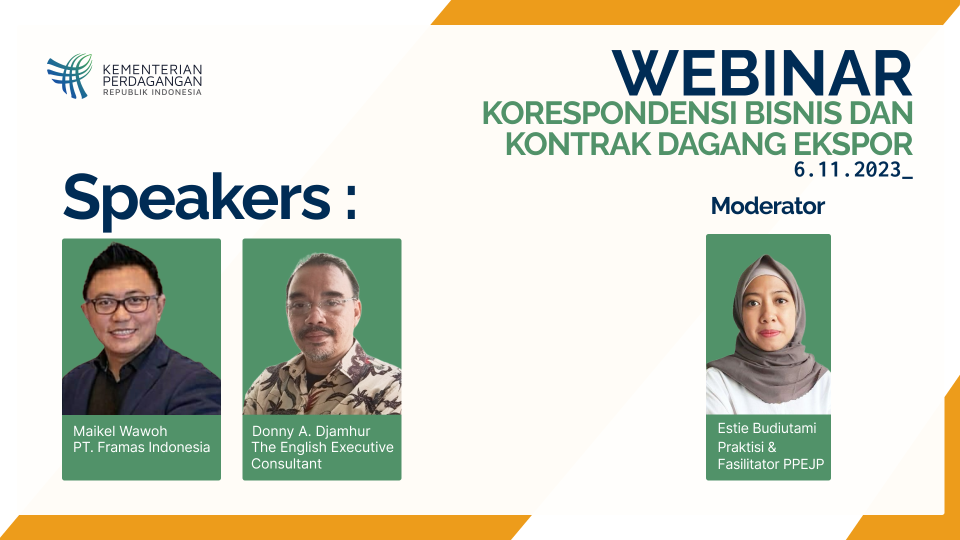 KEMENTERIAN
PERDAGANGAN
REPUBLIK INDONESIA
WEBINAR
KORESPONDENSI BISNIS DAN
KONTRAK DAGANG EKSPOR
6.11.2023_
Speakers :
Moderator
Maikel Wawoh
PT. Framas Indonesia
Donny A. Djamhur
The English Executive
Consultant
Estie Budiutami
Praktisi &
Fasilitator PPEJP